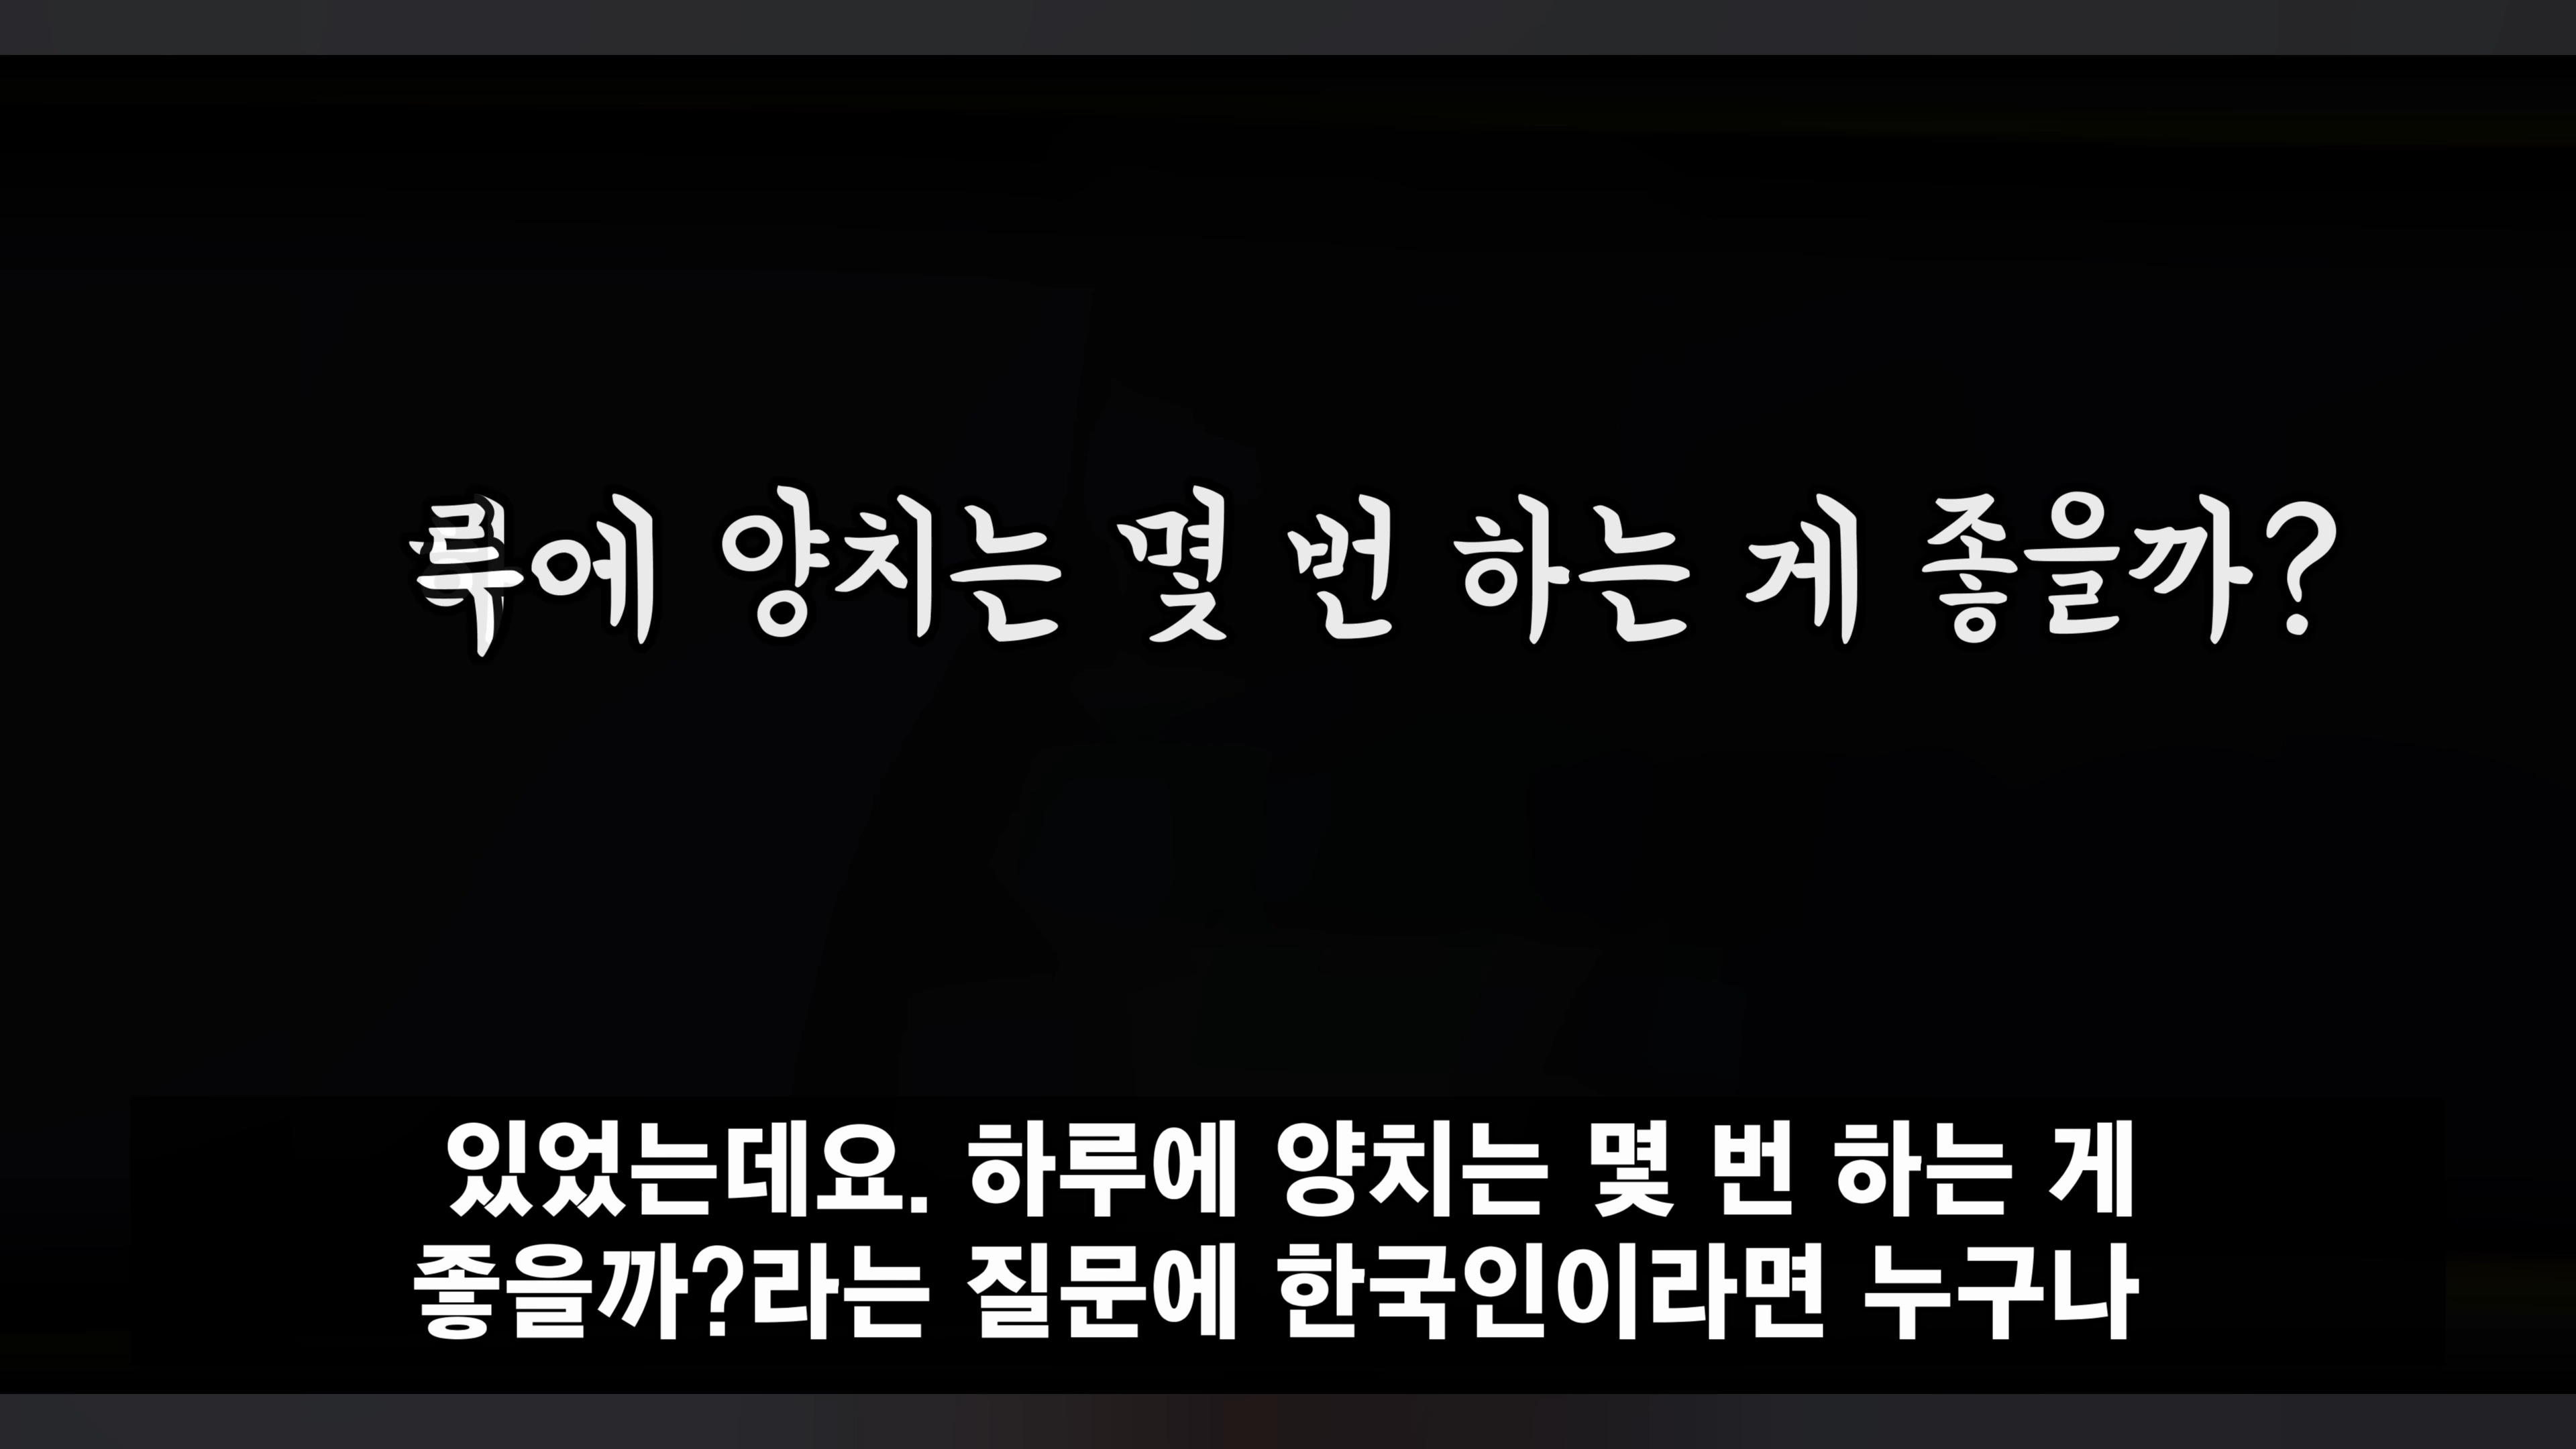 루에 양치는 몇 번 하는 게 좋을까?
있었는데요. 하루에 양치는 몇 번 하는 게
좋을까?라는 질문에 한국인이라면 누구나